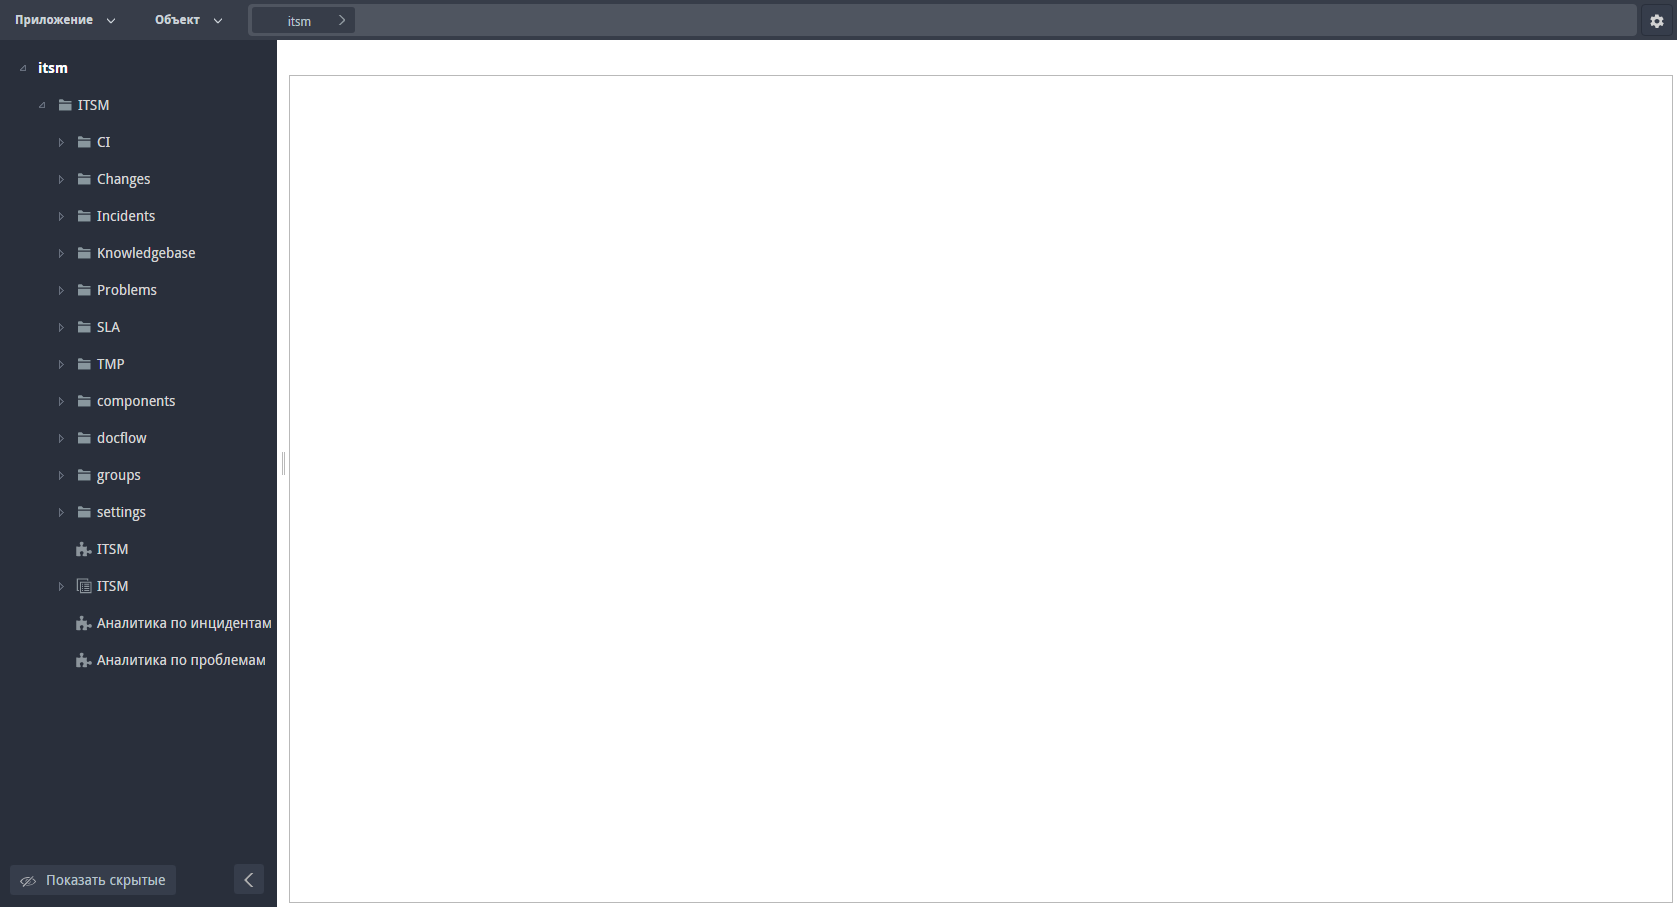 Приложение
Объект
itsm
itsm
ITSM
CI
Changes
Incidents
Knowledgebase
Problems
SLA
TMP
components
docflow
groups
settings
ITSM
ITSM
Аналитика по инцидентам
Аналитика по проблемам
Показать скрытые